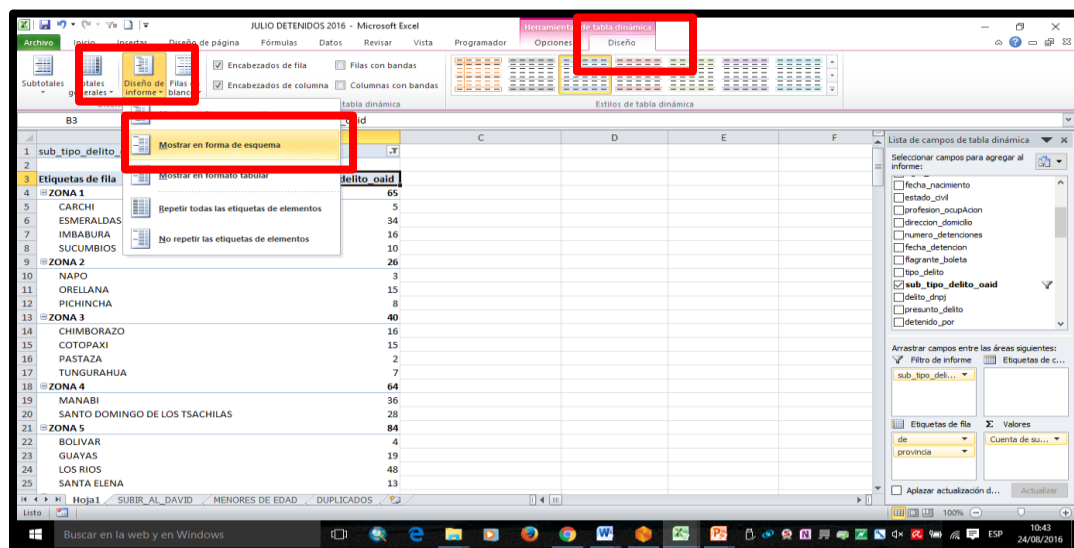 JULIO DETENIDOS 2016 - Microsoft Excel
Herramientas de tabla dinámica
Archivo Inicio Insertar Diseño de página Fórmulas Datos Revisar Vista Programador Opciones Diseño
Subtotales
Totales generales
Diseño de informe
Filas en blanco
Encabezados de fila Filas con bandas
Encabezados de columna Columnas con bandas
tabla dinámica Estilos de tabla dinámica
B3
Mostrar en forma de esquema
Mostrar en formato tabular
Repetir todas las etiquetas de elementos
No repetir las etiquetas de elementos
C D E F
1 sub_tipo_delito_
2
3 Etiquetas de fila delito_oaid
4 ZONA 1 65
5 CARCHI 5
6 ESMERALDAS 34
7 IMBABURA 16
8 SUCUMBIOS 10
9 ZONA 2 26
10 NAPO 3
11 ORELLANA 15
12 PICHINCHA 8
13 ZONA 3 40
14 CHIMBORAZO 16
15 COTOPAXI 15
16 PASTAZA 2
17 TUNGURAHUA 7
18 ZONA 4 64
19 MANABI 36
20 SANTO DOMINGO DE LOS TSACHILAS 28
21 ZONA 5 84
22 BOLIVAR 4
23 GUAYAS 19
24 LOS RIOS 48
25 SANTA ELENA 13
Hoja1 SUBIR_AL_DAVID MENORES DE EDAD DUPLICADOS
Listo 100%
Lista de campos de tabla dinámica
Seleccionar campos para agregar al
informe:
fecha_nacimiento
estado_civil
profesion_ocupAcion
direccion_domicilio
numero_detenciones
fecha_detencion
flagrante_boleta
tipo_delito
sub_tipo_delito_oaid
delito_dnpj
presunto_delito
detenido_por
Arrastrar campos entre las áreas siguientes:
Filtro de informe Etiquetas de c...
sub_tipo_deli...
Etiquetas de fila Σ Valores
de Cuenta de su...
provincia
Aplazar actualización d... Actualizar
Buscar en la web y en Windows
ESP
10:43
24/08/2016